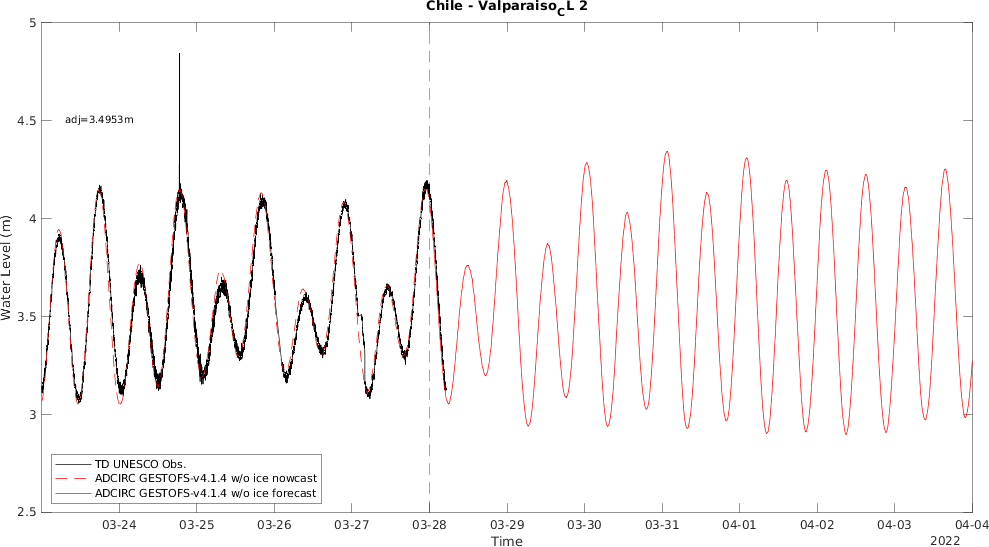 Chile - Valparaiso_CL 2
5
4.5
4
3.5
3
2.5
Water Level (m)
adj=3.4953m
TD UNESCO Obs.
ADCIRC GESTOFS-v4.1.4 w/o ice nowcast
ADCIRC GESTOFS-v4.1.4 w/o ice forecast
03-24 03-25 03-26 03-27 03-28 03-29 03-30 03-31 04-01 04-02 04-03 04-04
Time
2022